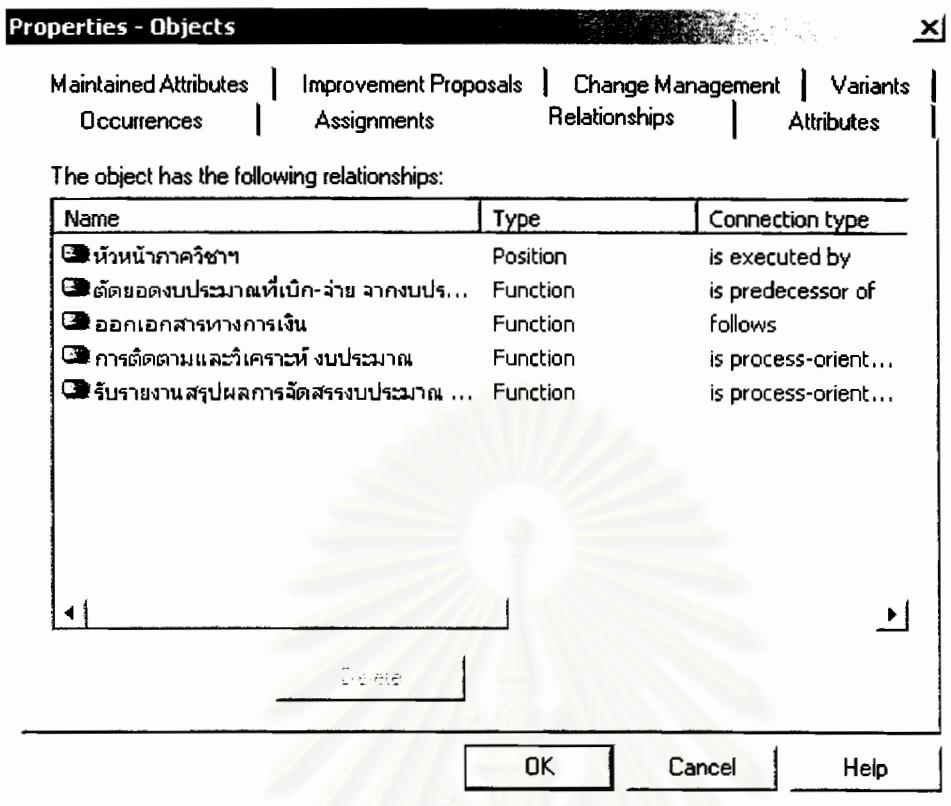 Properties - Objects
Maintained Attributes Improvement Proposals Change Management Variants
Occurrences Assignments Relationships Attributes
The object has the following relationships:
Name Type Connection type
หัวหน้าภาควิชาฯ Position is executed by
ตัดยอดงบประมาณที่เบิก-จ่าย จากงบปร... Function is predecessor of
ออกเอกสารทางการเงิน Function follows
การติดตามและวิเคราะห์ งบประมาณ Function is process-orient...
รับรายงานสรุปผลการจัดสรรงบประมาณ ... Function is process-orient...
Delete
OK Cancel Help